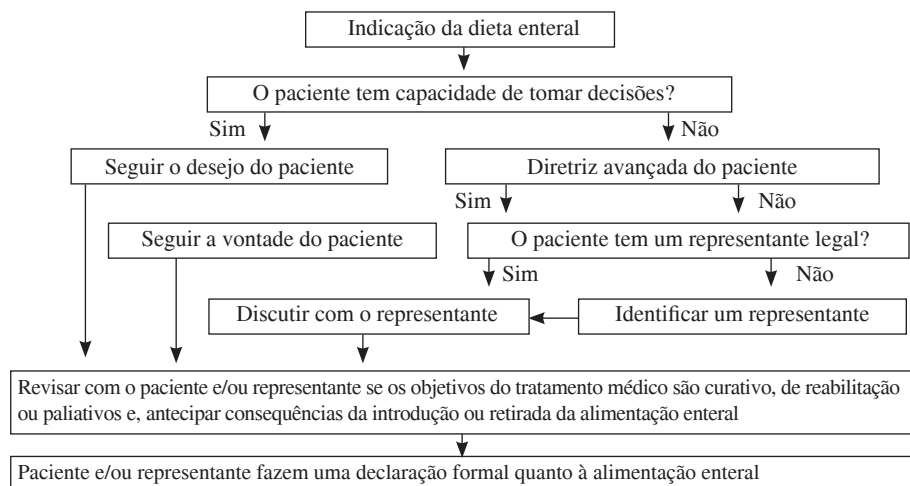 Indicação da dieta enteral
O paciente tem capacidade de tomar decisões?
Sim
Não
Seguir o desejo do paciente
Diretriz avançada do paciente
Sim
Não
Seguir a vontade do paciente
O paciente tem um representante legal?
Sim
Não
Discutir com o representante
Identificar um representante
Revisar com o paciente e/ou representante se os objetivos do tratamento médico são curativo, de reabilitação
ou paliativos e, antecipar consequências da introdução ou retirada da alimentação enteral
Paciente e/ou representante fazem uma declaração formal quanto à alimentação enteral